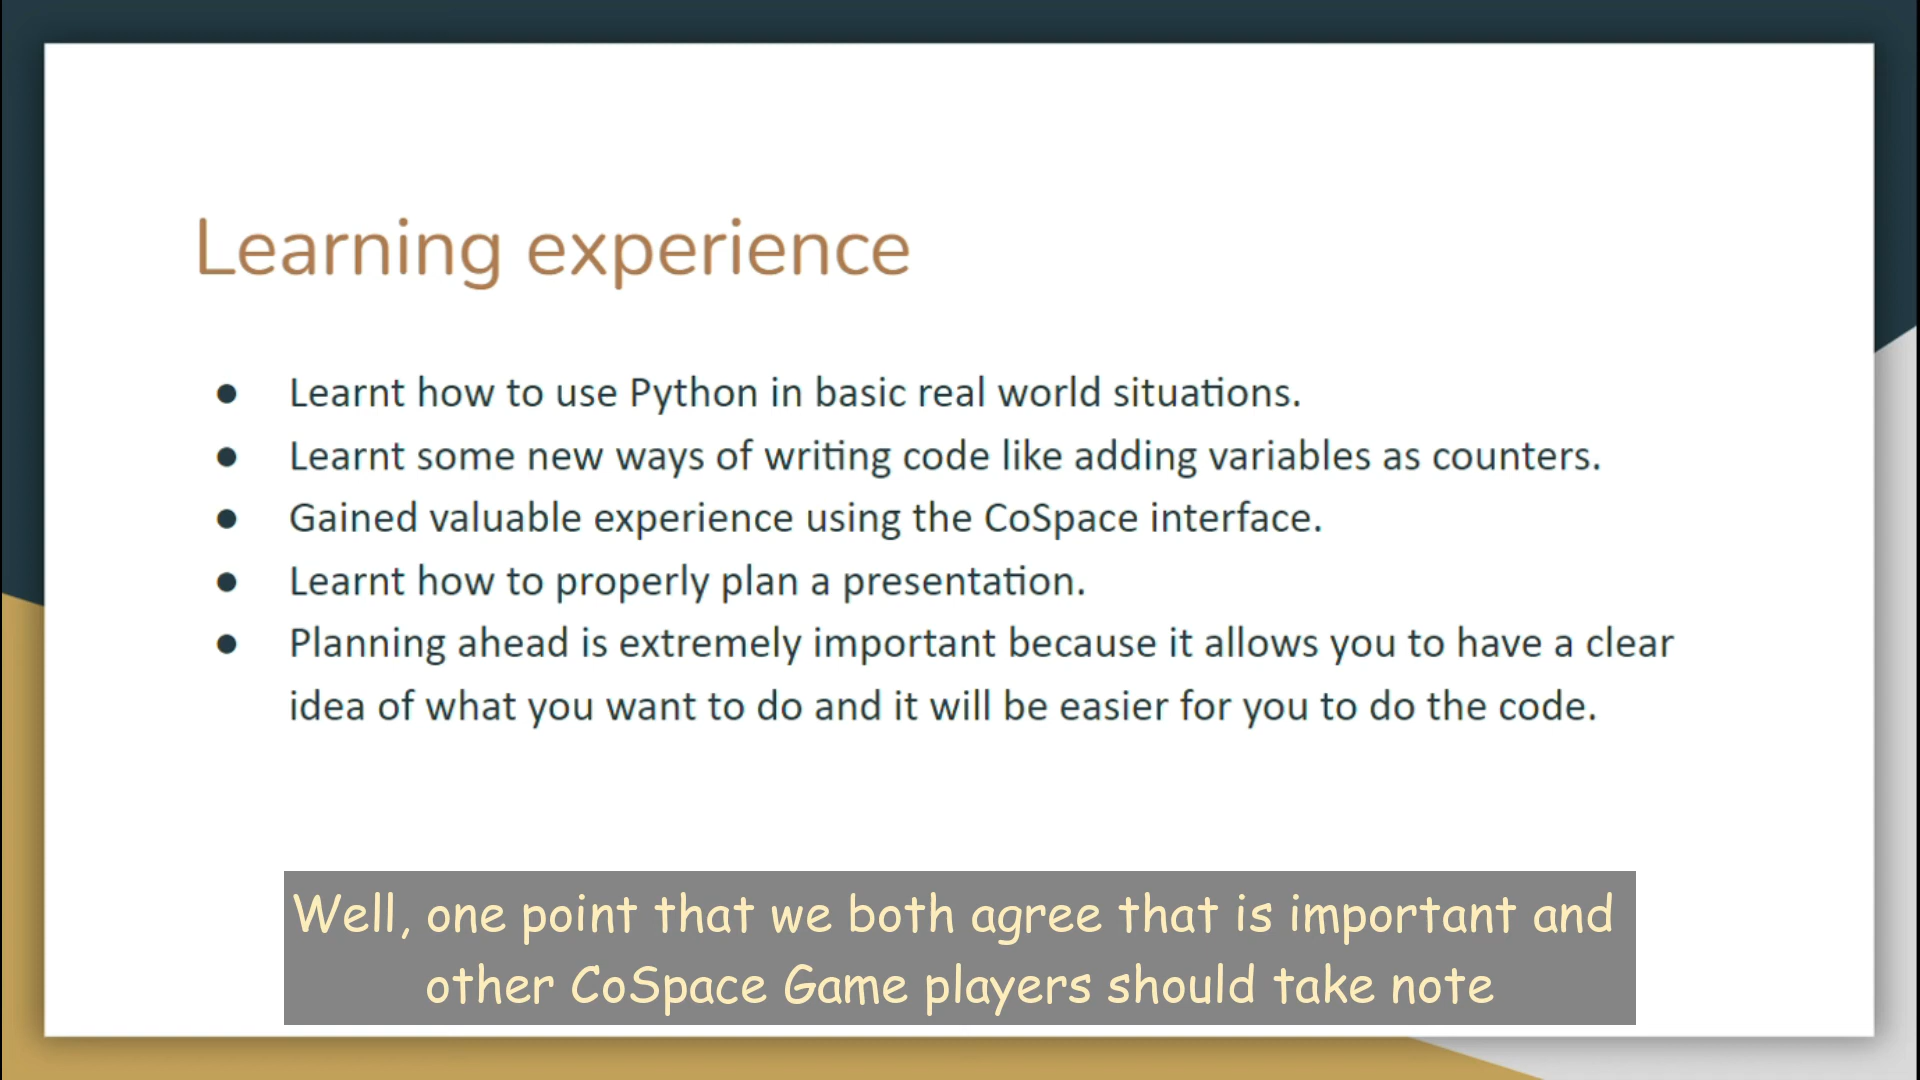 Learning experience
● Learnt how to use Python in basic real world situations.
● Learnt some new ways of writing code like adding variables as counters.
● Gained valuable experience using the CoSpace interface.
● Learnt how to properly plan a presentation.
● Planning ahead is extremely important because it allows you to have a clear
idea of what you want to do and it will be easier for you to do the code.
Well, one point that we both agree that is important and
other CoSpace Game players should take note